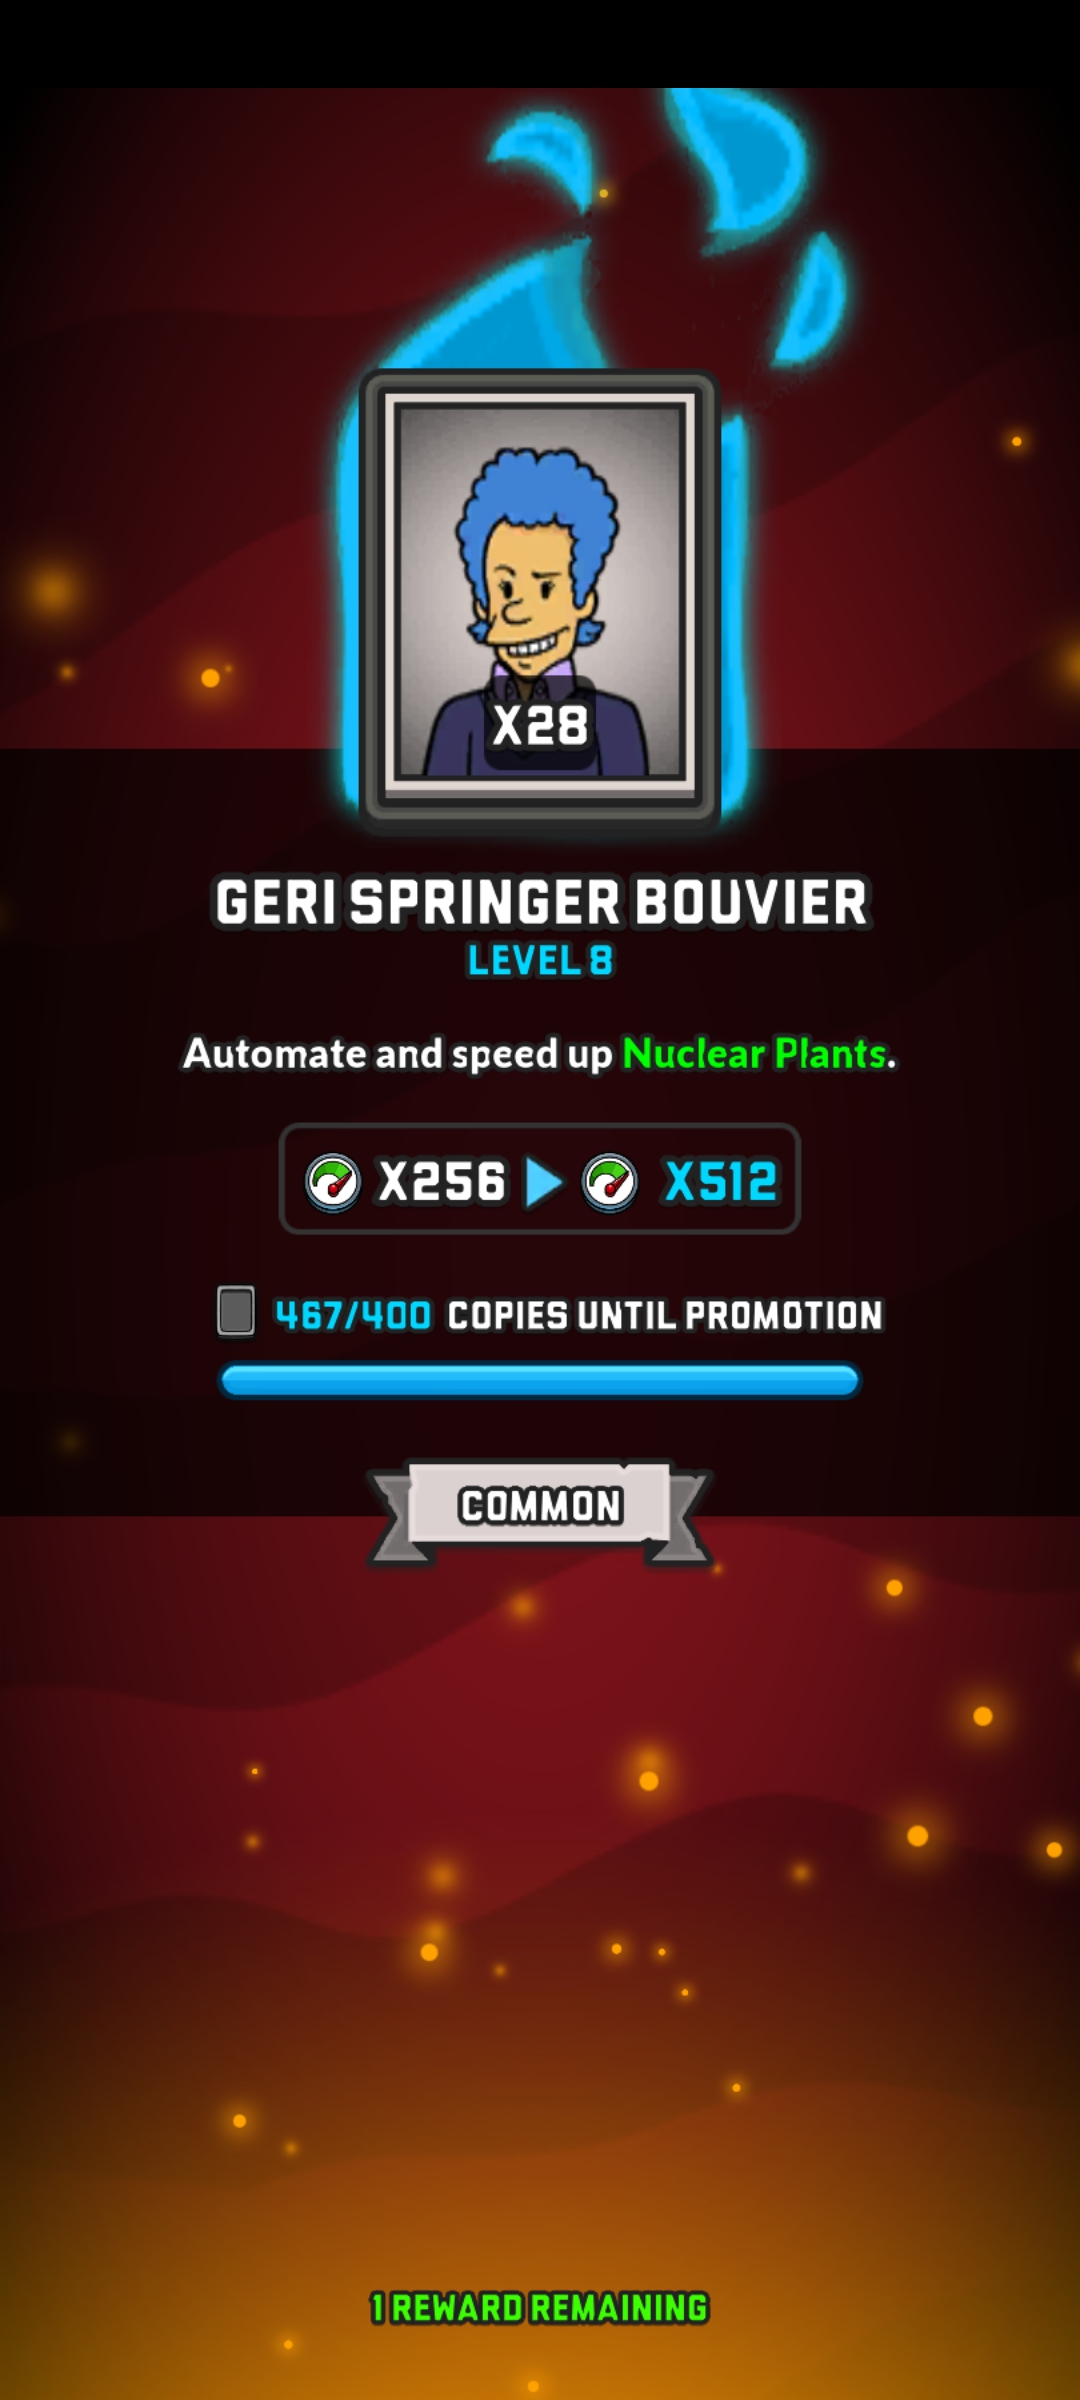 X28
GERI SPRINGER BOUVIER
LEVEL 8
Automate and speed up Nuclear Plants.
X256 X512
467/400 COPIES UNTIL PROMOTION
COMMON
1 REWARD REMAINING